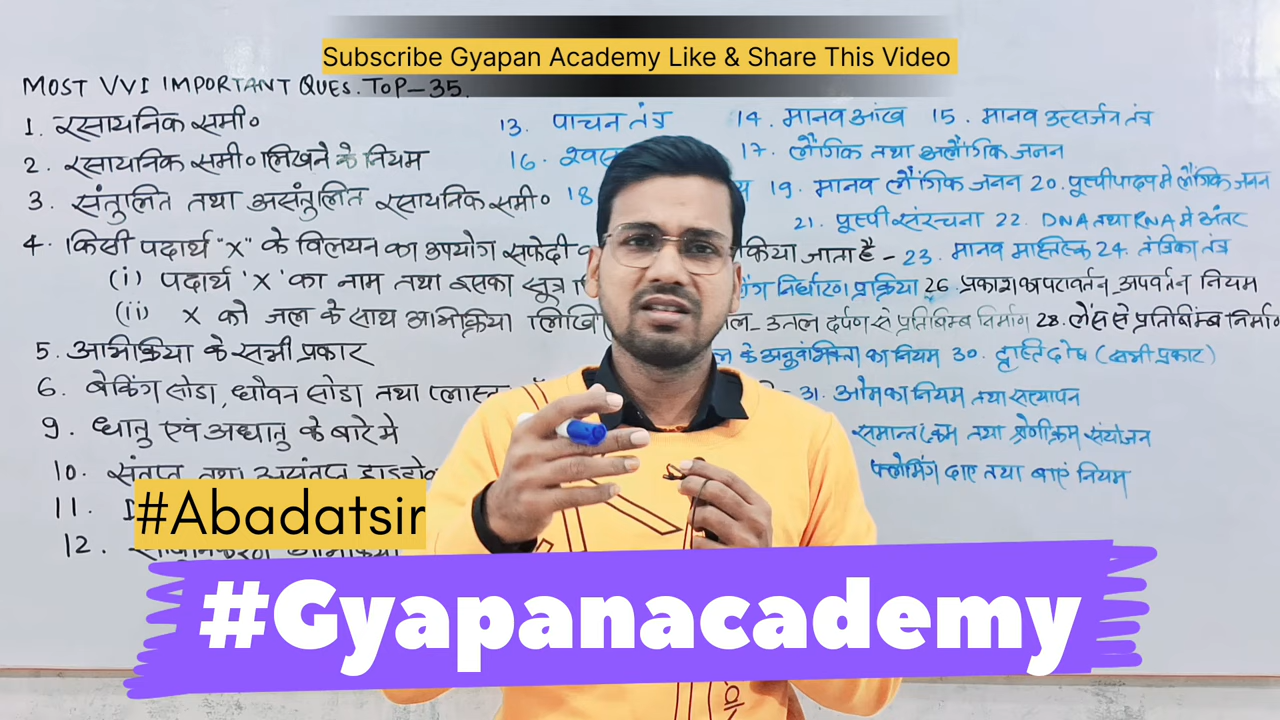 Subscribe Gyapan Academy Like & Share This Video
MOST VVI IMPORTANT QUES. TOP-35.
1. रसायनिक समी०
13. पाचन तंत्र 14. मानव आंख 15. मानव उत्सर्जन तंत्र
2. रसायनिक समी० लिखने के नियम
16. श्वस 17. लैंगिक तथा अलैंगिक जनन
3. संतुलित तथा असंतुलित रसायनिक समी०
18 19. मानव लैंगिक जनन 20. पुष्पीपादप मे लैंगिक जनन
21. पुष्पी संरचना 22. DNA तथा RNA मे अंतर
4. किसी पदार्थ "X" के विलयन का उपयोग सफेदी किया जाता है -
23. मानव मास्तिष्क 24. तंत्रिका तंत्र
(i) पदार्थ 'X' का नाम तथा इसका सूत्र
निर्धारण प्रक्रिया 26. प्रकाश का परावर्तन, अपवर्तन नियम
(ii) X को जल के साथ अभिक्रिया लिखि
उत्तल दर्पण से प्रतिबिम्ब निर्माण 28. लेंस से प्रतिबिंम्ब निर्माण
5. अभिक्रिया के सभी प्रकार
के अनुवांशिकता का नियम 30. दृष्टि दोष (सभी प्रकार)
6. बेकिंग सोडा, धोवन सोडा तथा प्लास्ट
31. ओम का नियम तथा सत्यापन
9. धातु एवं अधातु के बारे मे
समान्तर क्रम तथा श्रेणीक्रम संयोजन
10. संतृप्त तथा असंतृप्त हाइड्रो
फ्लेमिंग दाए तथा बाएं नियम
11.
#Abadatsir
12.
#Gyapanacademy